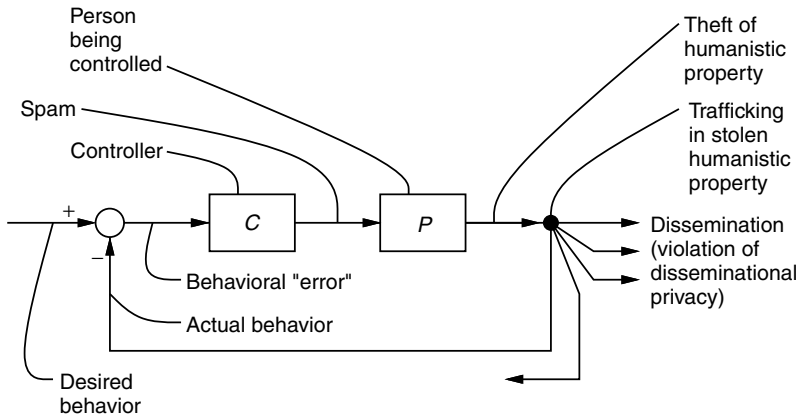 Person
being
controlled
Theft of
humanistic
property
Spam
Trafficking
in stolen
humanistic
property
Controller
+
C
P
Dissemination
(violation of
disseminational
privacy)
–
Behavioral "error"
Actual behavior
Desired
behavior